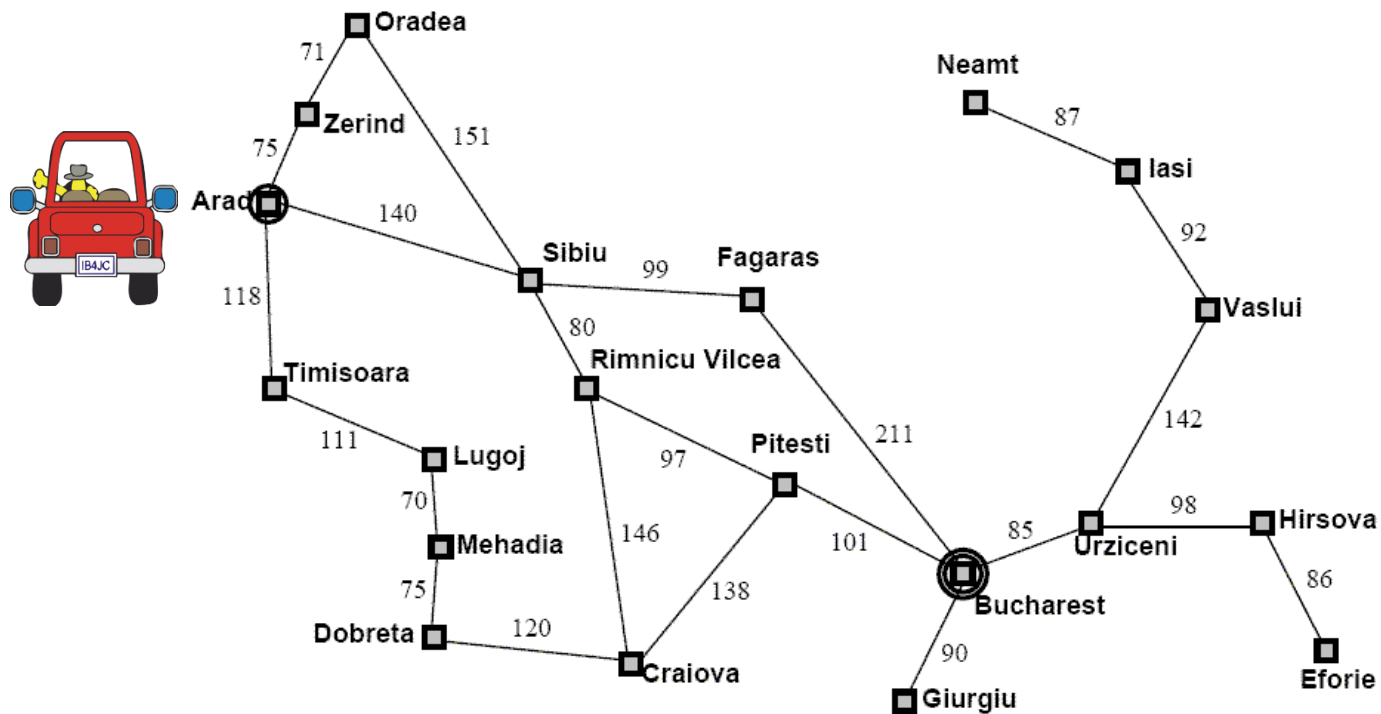 Oradea
71
Neamt
87
Zerind
151
75
Iasi
Arad
140
92
Sibiu
Fagaras
99
IB4JC
118
Vaslui
80
Rimnicu Vilcea
Timisoara
142
211
111
Pitesti
Lugoj
97
70
98
Hirsova
85
146
101
Urziceni
Mehadia
86
75
138
Bucharest
Dobreta
120
90
Craiova
Eforie
Giurgiu